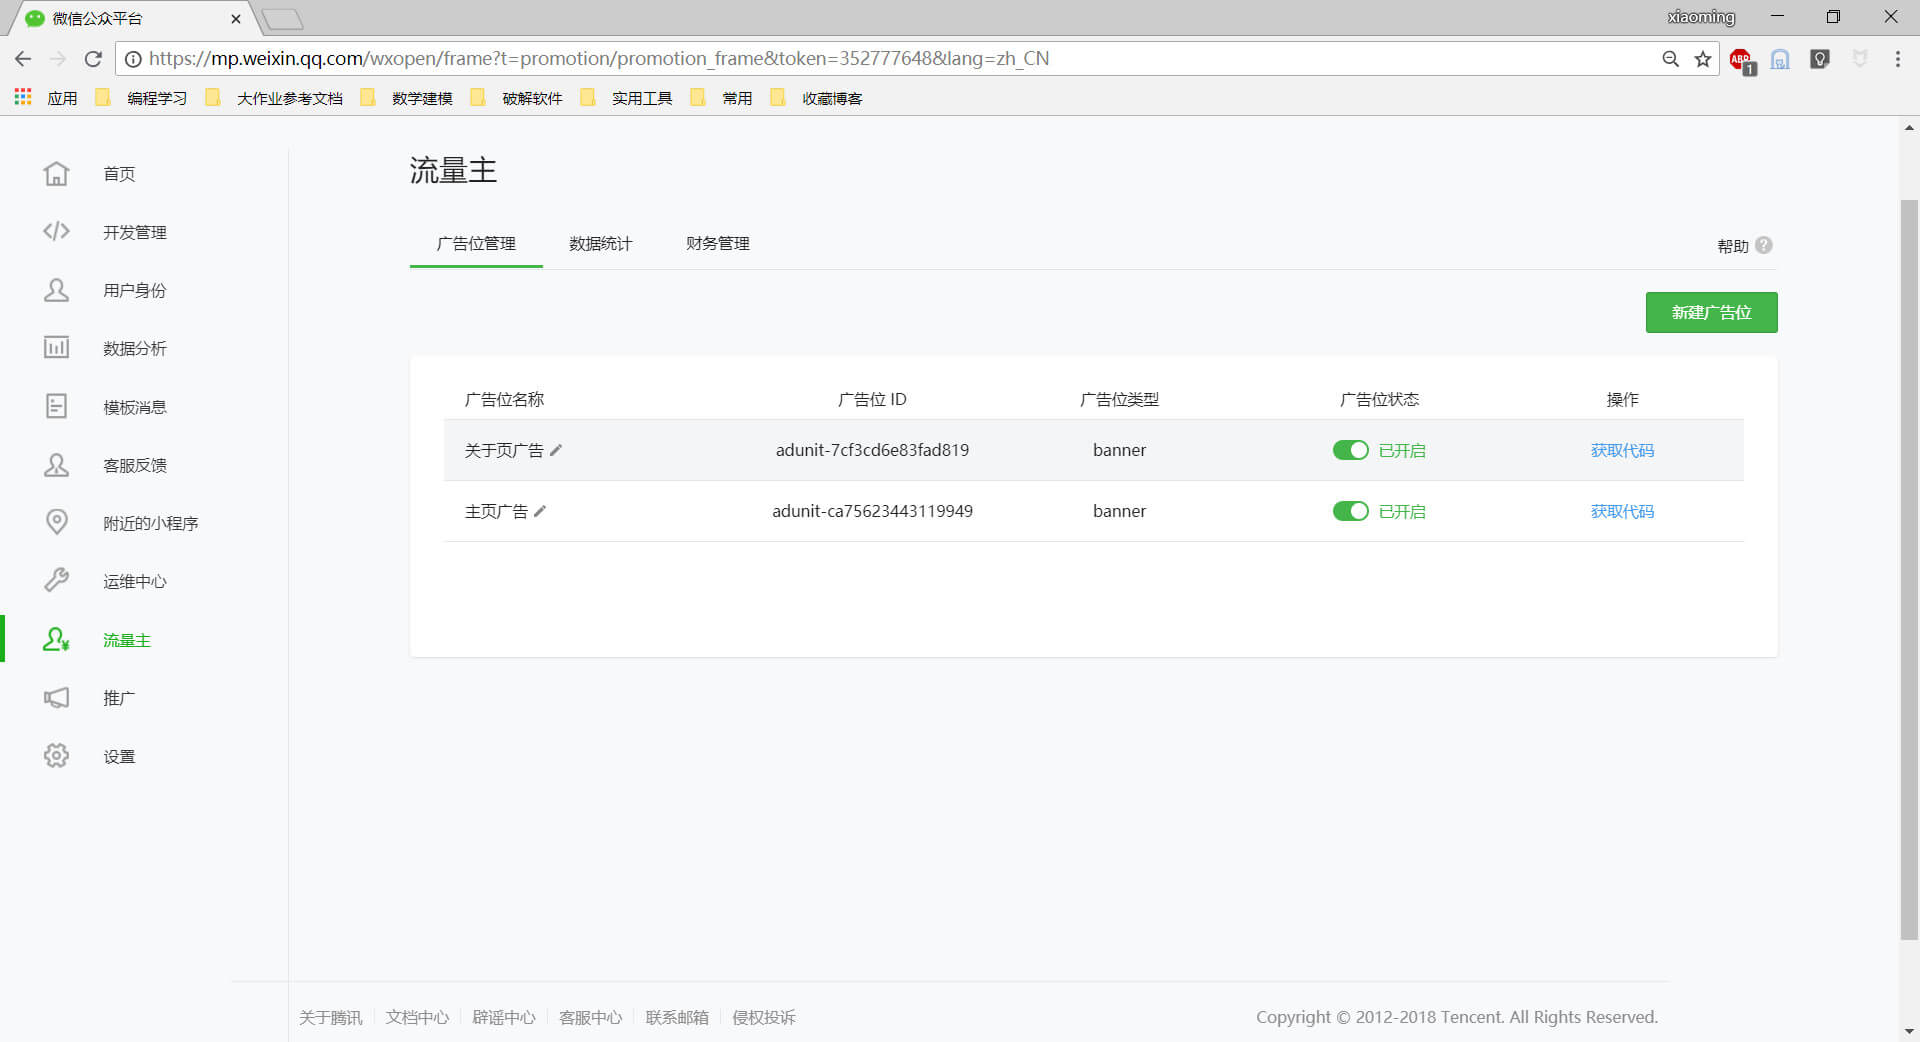 微信公众平台
xiaoming
https://mp.weixin.qq.com/wxopen/frame?t=promotion/promotion_frame&token=352777648&lang=zh_CN
ABP 1
应用 编程学习 大作业参考文档 数学建模 破解软件 实用工具 常用 收藏博客
首页
开发管理
用户身份
数据分析
模板消息
客服反馈
附近的小程序
运维中心
流量主
推广
设置
流量主
广告位管理 数据统计 财务管理 帮助 ?
新建广告位
广告位名称 广告位 ID 广告位类型 广告位状态 操作
关于页广告 adunit-7cf3cd6e83fad819 banner 已开启 获取代码
主页广告 adunit-ca75623443119949 banner 已开启 获取代码
关于腾讯 文档中心 辟谣中心 客服中心 联系邮箱 侵权投诉 Copyright © 2012-2018 Tencent. All Rights Reserved.